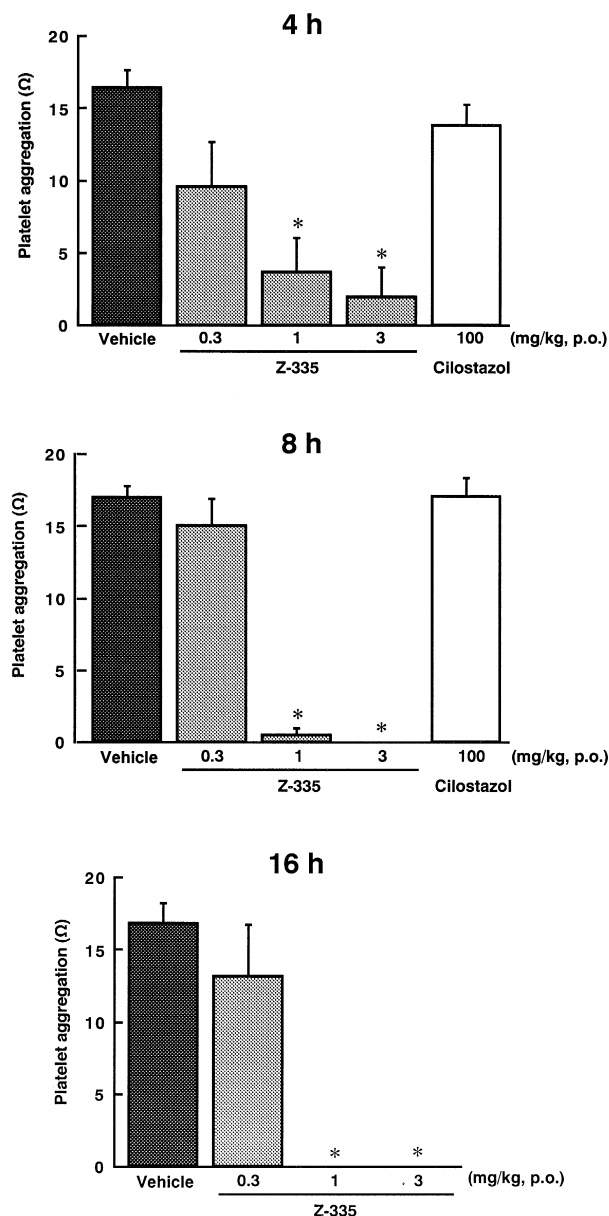 4 h
Platelet aggregation (Ω)
20
15
10
5
0
*
*
Vehicle 0.3 1 3 100 (mg/kg, p.o.)
Z-335 Cilostazol
8 h
Platelet aggregation (Ω)
20
15
10
5
0
*
*
Vehicle 0.3 1 3 100 (mg/kg, p.o.)
Z-335 Cilostazol
16 h
Platelet aggregation (Ω)
20
15
10
5
0
* *
Vehicle 0.3 1 3 (mg/kg, p.o.)
Z-335